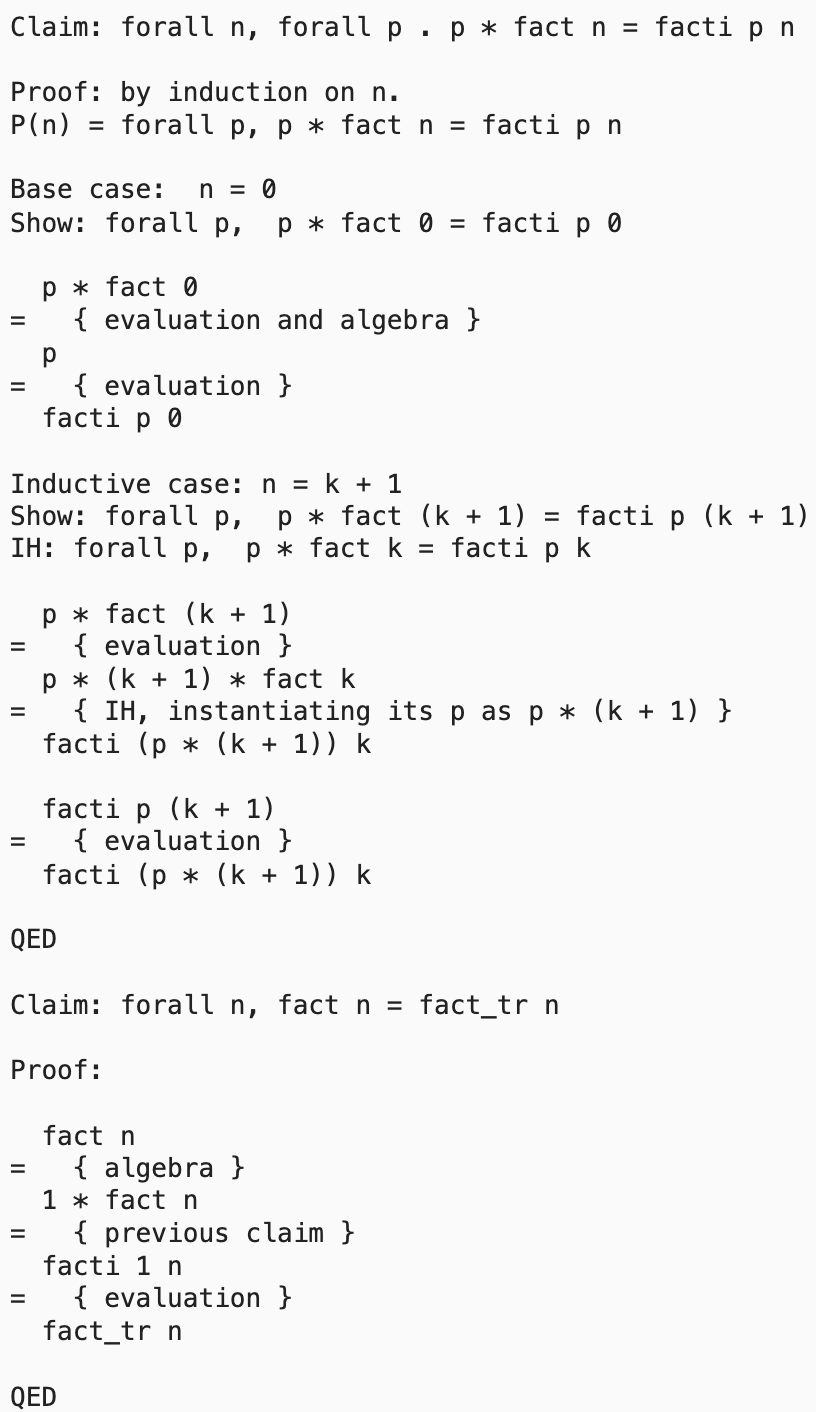 Claim: forall n, forall p . p * fact n = facti p n
Proof: by induction on n.
P(n) = forall p, p * fact n = facti p n
Base case:  n = 0
Show: forall p,  p * fact 0 = facti p 0
  p * fact 0
=   { evaluation and algebra }
  p
=   { evaluation }
  facti p 0
Inductive case: n = k + 1
Show: forall p,  p * fact (k + 1) = facti p (k + 1)
IH: forall p,  p * fact k = facti p k
  p * fact (k + 1)
=   { evaluation }
  p * (k + 1) * fact k
=   { IH, instantiating its p as p * (k + 1) }
  facti (p * (k + 1)) k
  facti p (k + 1)
=   { evaluation }
  facti (p * (k + 1)) k
QED
Claim: forall n, fact n = fact_tr n
Proof:
  fact n
=   { algebra }
  1 * fact n
=   { previous claim }
  facti 1 n
=   { evaluation }
  fact_tr n
QED